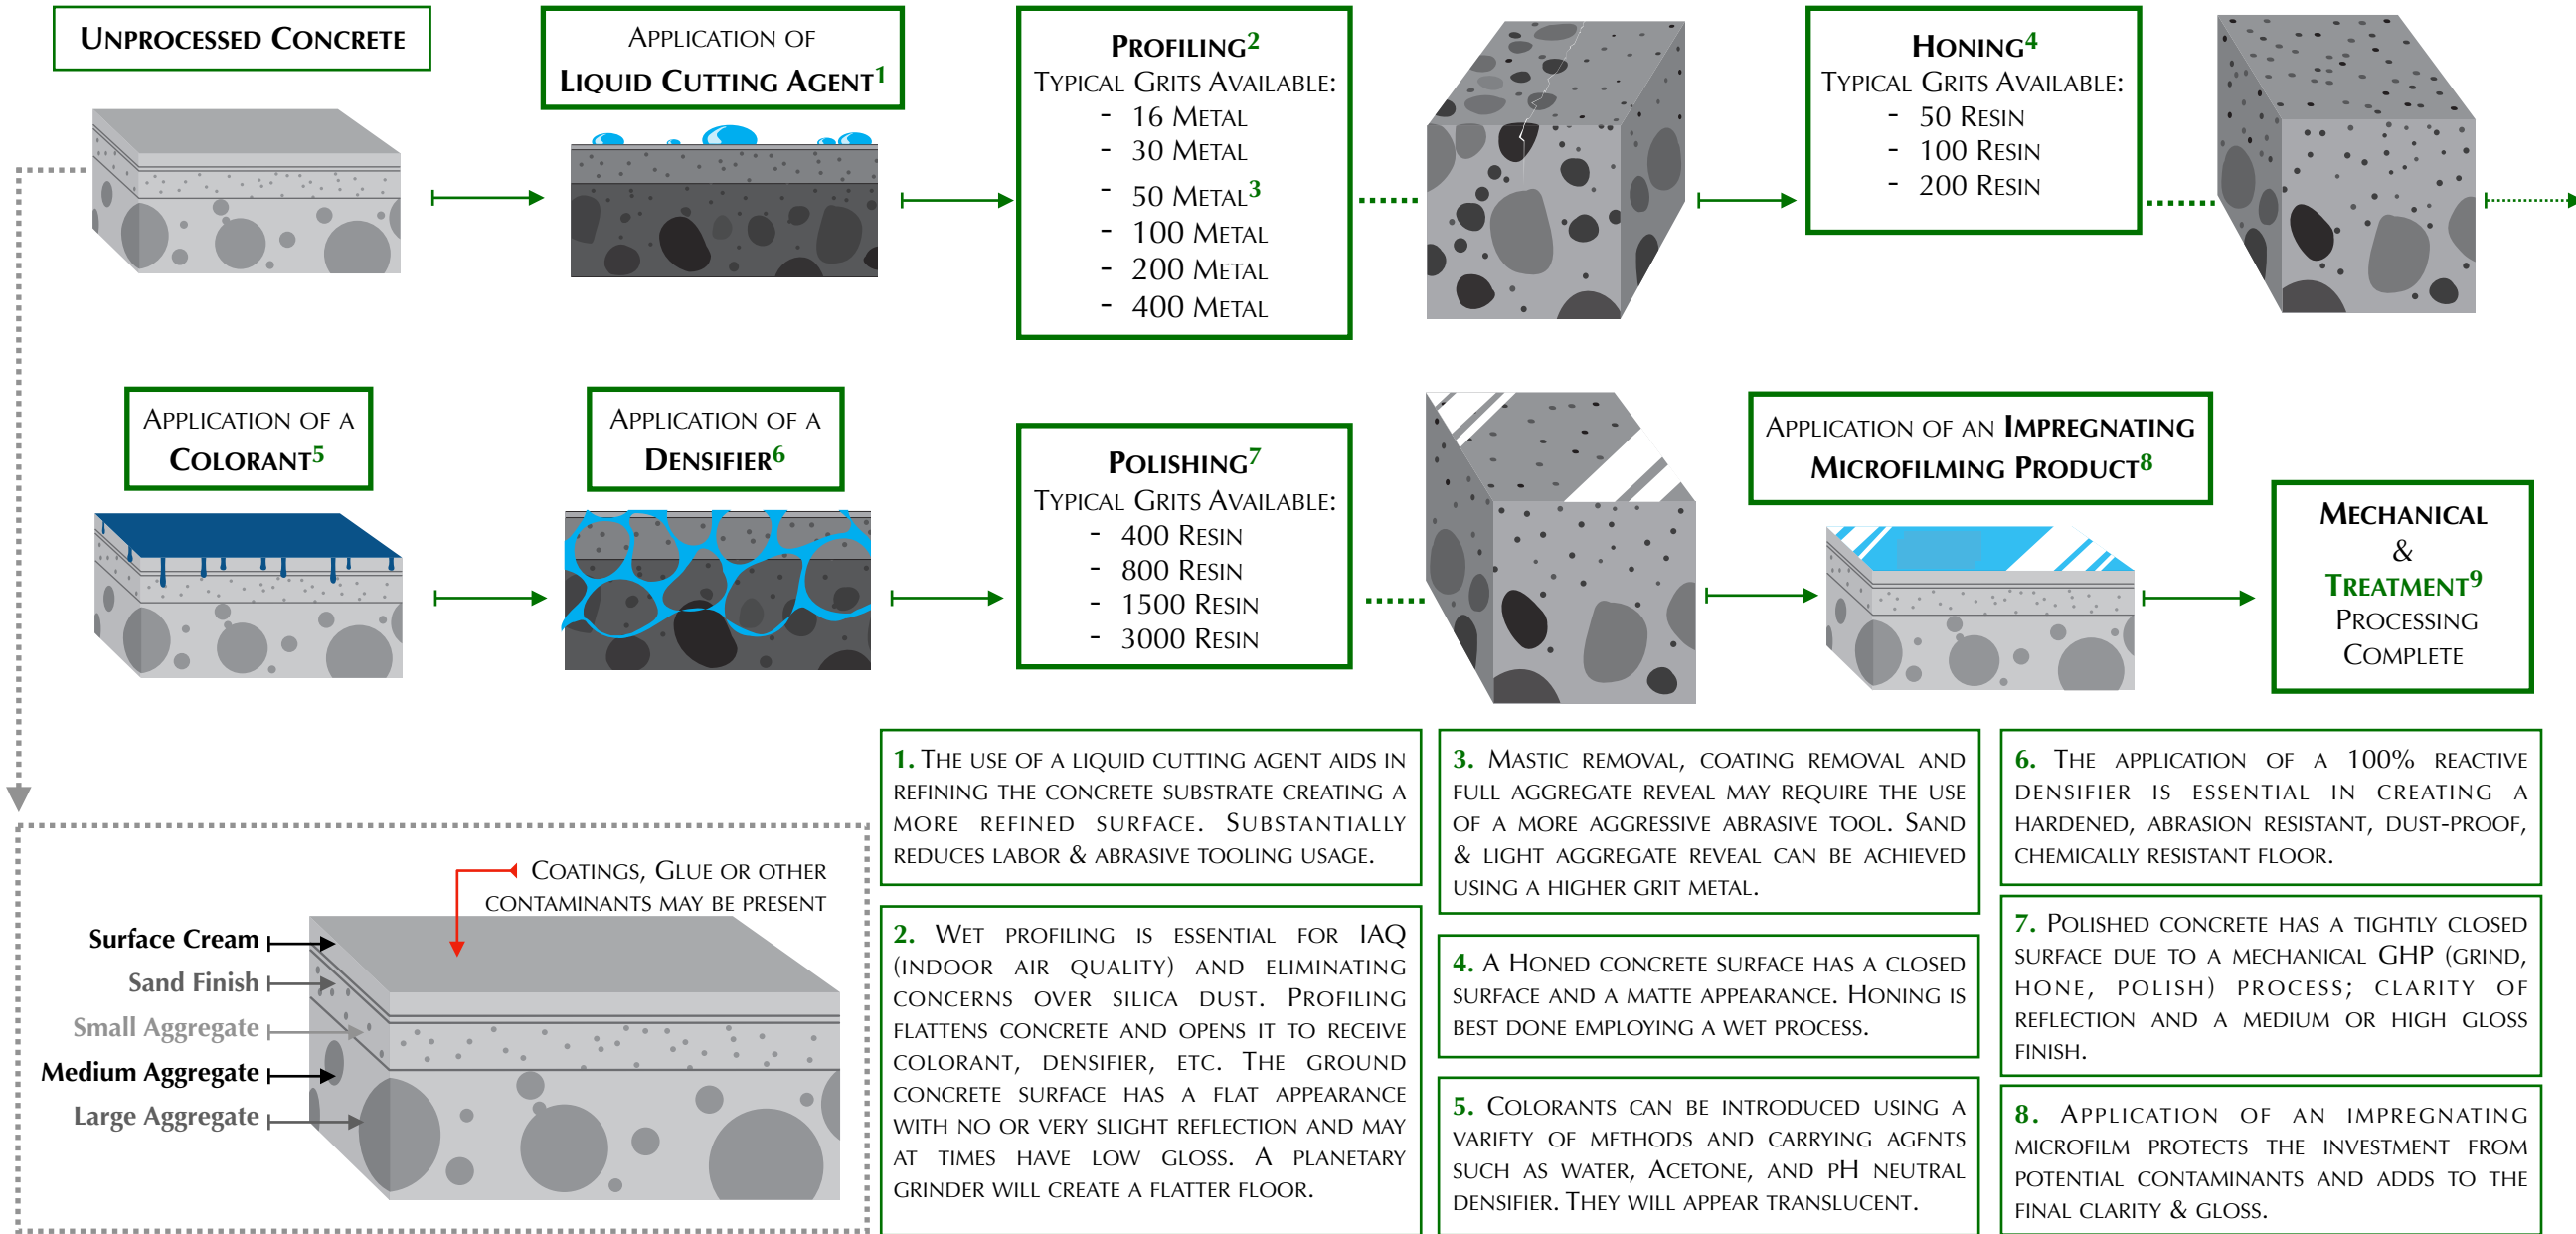 UNPROCESSED CONCRETE
APPLICATION OF
LIQUID CUTTING AGENT1
PROFILING2
TYPICAL GRITS AVAILABLE:
- 16 METAL
- 30 METAL
- 50 METAL3
- 100 METAL
- 200 METAL
- 400 METAL
HONING4
TYPICAL GRITS AVAILABLE:
- 50 RESIN
- 100 RESIN
- 200 RESIN
APPLICATION OF A
COLORANT5
APPLICATION OF A
DENSIFIER6
POLISHING7
TYPICAL GRITS AVAILABLE:
- 400 RESIN
- 800 RESIN
- 1500 RESIN
- 3000 RESIN
APPLICATION OF AN IMPREGNATING
MICROFILMING PRODUCT8
MECHANICAL
&
TREATMENT9
PROCESSING
COMPLETE
COATINGS, GLUE OR OTHER
CONTAMINANTS MAY BE PRESENT
Surface Cream
Sand Finish
Small Aggregate
Medium Aggregate
Large Aggregate
1. THE USE OF A LIQUID CUTTING AGENT AIDS IN
REFINING THE CONCRETE SUBSTRATE CREATING A
MORE REFINED SURFACE. SUBSTANTIALLY
REDUCES LABOR & ABRASIVE TOOLING USAGE.
2. WET PROFILING IS ESSENTIAL FOR IAQ
(INDOOR AIR QUALITY) AND ELIMINATING
CONCERNS OVER SILICA DUST. PROFILING
FLATTENS CONCRETE AND OPENS IT TO RECEIVE
COLORANT, DENSIFIER, ETC. THE GROUND
CONCRETE SURFACE HAS A FLAT APPEARANCE
WITH NO OR VERY SLIGHT REFLECTION AND MAY
AT TIMES HAVE LOW GLOSS. A PLANETARY
GRINDER WILL CREATE A FLATTER FLOOR.
3. MASTIC REMOVAL, COATING REMOVAL AND
FULL AGGREGATE REVEAL MAY REQUIRE THE USE
OF A MORE AGGRESSIVE ABRASIVE TOOL. SAND
& LIGHT AGGREGATE REVEAL CAN BE ACHIEVED
USING A HIGHER GRIT METAL.
4. A HONED CONCRETE SURFACE HAS A CLOSED
SURFACE AND A MATTE APPEARANCE. HONING IS
BEST DONE EMPLOYING A WET PROCESS.
5. COLORANTS CAN BE INTRODUCED USING A
VARIETY OF METHODS AND CARRYING AGENTS
SUCH AS WATER, ACETONE, AND PH NEUTRAL
DENSIFIER. THEY WILL APPEAR TRANSLUCENT.
6. THE APPLICATION OF A 100% REACTIVE
DENSIFIER IS ESSENTIAL IN CREATING A
HARDENED, ABRASION RESISTANT, DUST-PROOF,
CHEMICALLY RESISTANT FLOOR.
7. POLISHED CONCRETE HAS A TIGHTLY CLOSED
SURFACE DUE TO A MECHANICAL GHP (GRIND,
HONE, POLISH) PROCESS; CLARITY OF
REFLECTION AND A MEDIUM OR HIGH GLOSS
FINISH.
8. APPLICATION OF AN IMPREGNATING
MICROFILM PROTECTS THE INVESTMENT FROM
POTENTIAL CONTAMINANTS AND ADDS TO THE
FINAL CLARITY & GLOSS.